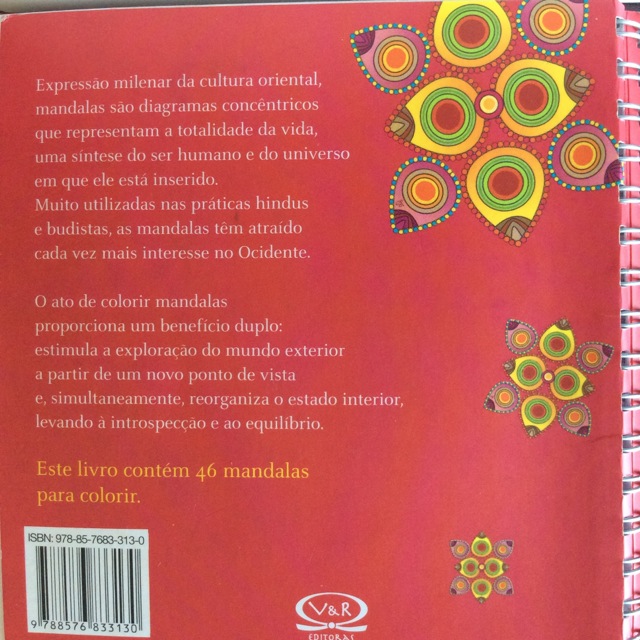 Expressão milenar da cultura oriental,
mandalas são diagramas concêntricos
que representam a totalidade da vida,
uma síntese do ser humano e do universo
em que ele está inserido.
Muito utilizadas nas práticas hindus
e budistas, as mandalas têm atraído
cada vez mais interesse no Ocidente.
O ato de colorir mandalas
proporciona um benefício duplo:
estimula a exploração do mundo exterior
a partir de um novo ponto de vista
e, simultaneamente, reorganiza o estado interior,
levando à introspecção e ao equilíbrio.
Este livro contém 46 mandalas
para colorir.
ISBN: 978-85-7683-313-0
9 788576 833130
V&R
EDITORAS